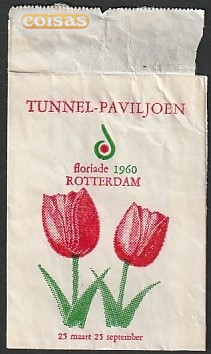 coisas
TUNNEL-PAVILJOEN
floriade 1960
ROTTERDAM
25 maart 25 september